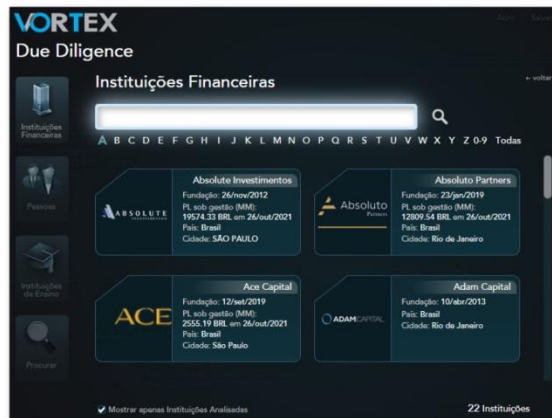 VORTEX
Due Diligence
Instituições Financeiras
← voltar
Instituições
Financeiras
A B C D E F G H I J K L M N O P Q R S T U V W X Y Z 0-9 Todas
Pessoas
Instituições
de Ensino
Procurar
Absolute Investimentos
ABSOLUTE
INVESTIMENTOS
Fundação: 26/nov/2012
PL sob gestão (MM):
19574.33 BRL em 26/out/2021
País: Brasil
Cidade: SÃO PAULO
Absoluto Partners
Absoluto
Partners
Fundação: 23/jan/2019
PL sob gestão (MM):
12809.54 BRL em 26/out/2021
País: Brasil
Cidade: Rio de Janeiro
Ace Capital
ACE
Fundação: 12/set/2019
PL sob gestão (MM):
2555.19 BRL em 26/out/2021
País: Brasil
Cidade: São Paulo
Adam Capital
ADAMCAPITAL
Fundação: 10/abr/2013
País: Brasil
Cidade: Rio de Janeiro
Mostrar apenas Instituições Analisadas
22 Instituições